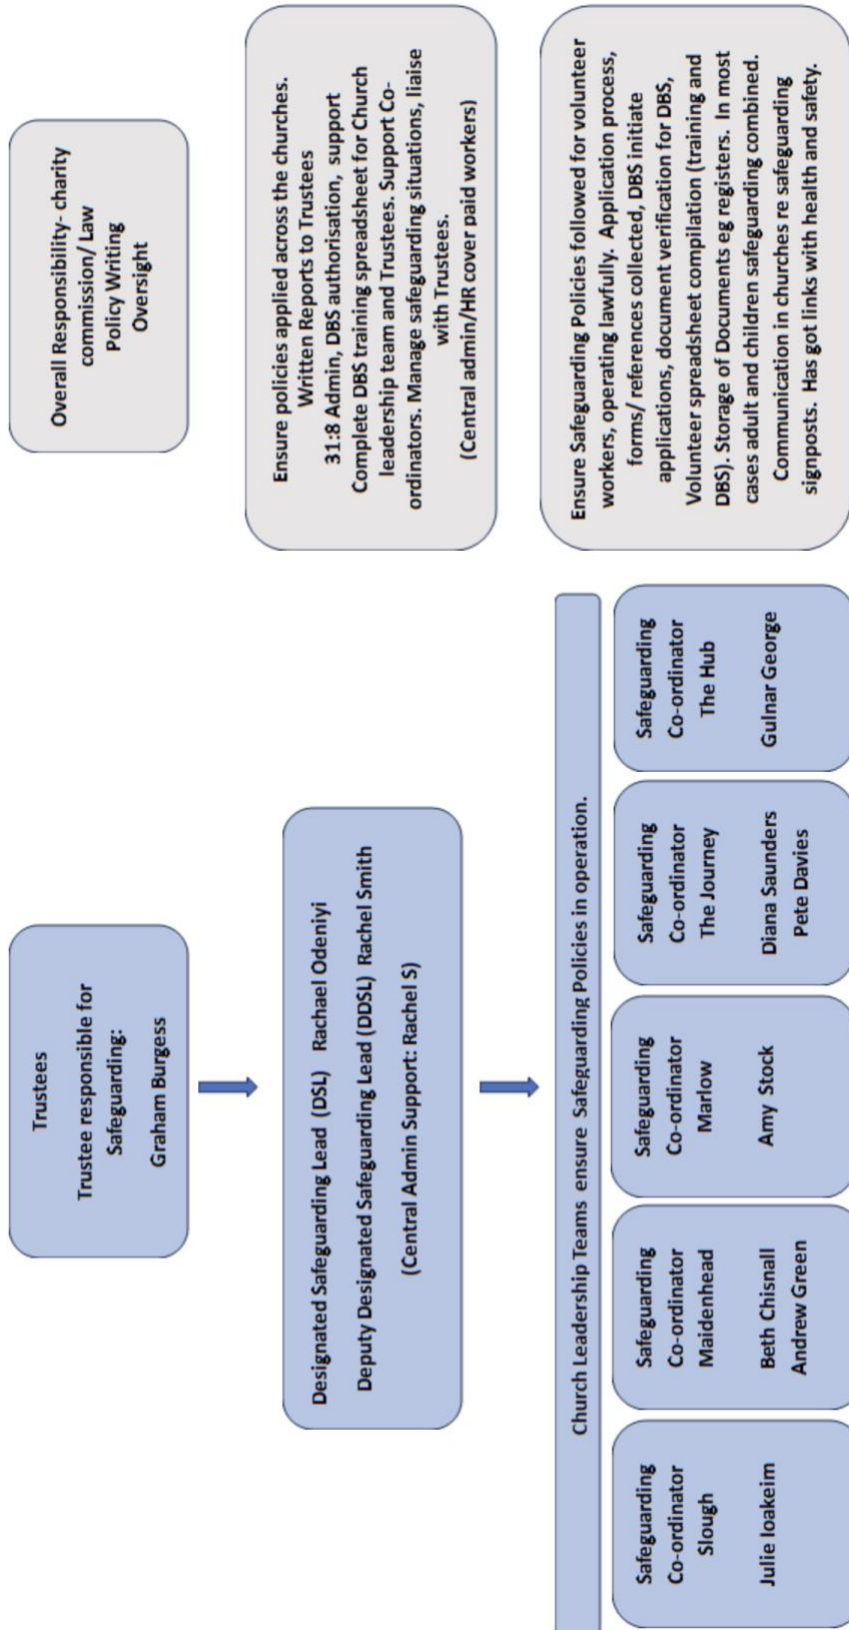 Trustees
Trustee responsible for
Safeguarding:
Graham Burgess
Overall Responsibility- charity
commission/ Law
Policy Writing
Oversight
Designated Safeguarding Lead (DSL) Rachael Odeniyi
Deputy Designated Safeguarding Lead (DDSL) Rachel Smith
(Central Admin Support: Rachel S)
Ensure policies applied across the churches.
Written Reports to Trustees
31:8 Admin, DBS authorisation, support
Complete DBS training spreadsheet for Church
leadership team and Trustees. Support Co-
ordinators. Manage safeguarding situations, liaise
with Trustees.
(Central admin/HR cover paid workers)
Church Leadership Teams ensure Safeguarding Policies in operation.
Safeguarding
Co-ordinator
Slough
Julie Ioakeim
Safeguarding
Co-ordinator
Maidenhead
Beth Chisnall
Andrew Green
Safeguarding
Co-ordinator
Marlow
Amy Stock
Safeguarding
Co-ordinator
The Journey
Diana Saunders
Pete Davies
Safeguarding
Co-ordinator
The Hub
Gulnar George
Ensure Safeguarding Policies followed for volunteer
workers, operating lawfully. Application process,
forms/ references collected, DBS initiate
applications, document verification for DBS,
Volunteer spreadsheet compilation (training and
DBS). Storage of Documents eg registers. In most
cases adult and children safeguarding combined.
Communication in churches re safeguarding
signposts. Has got links with health and safety.